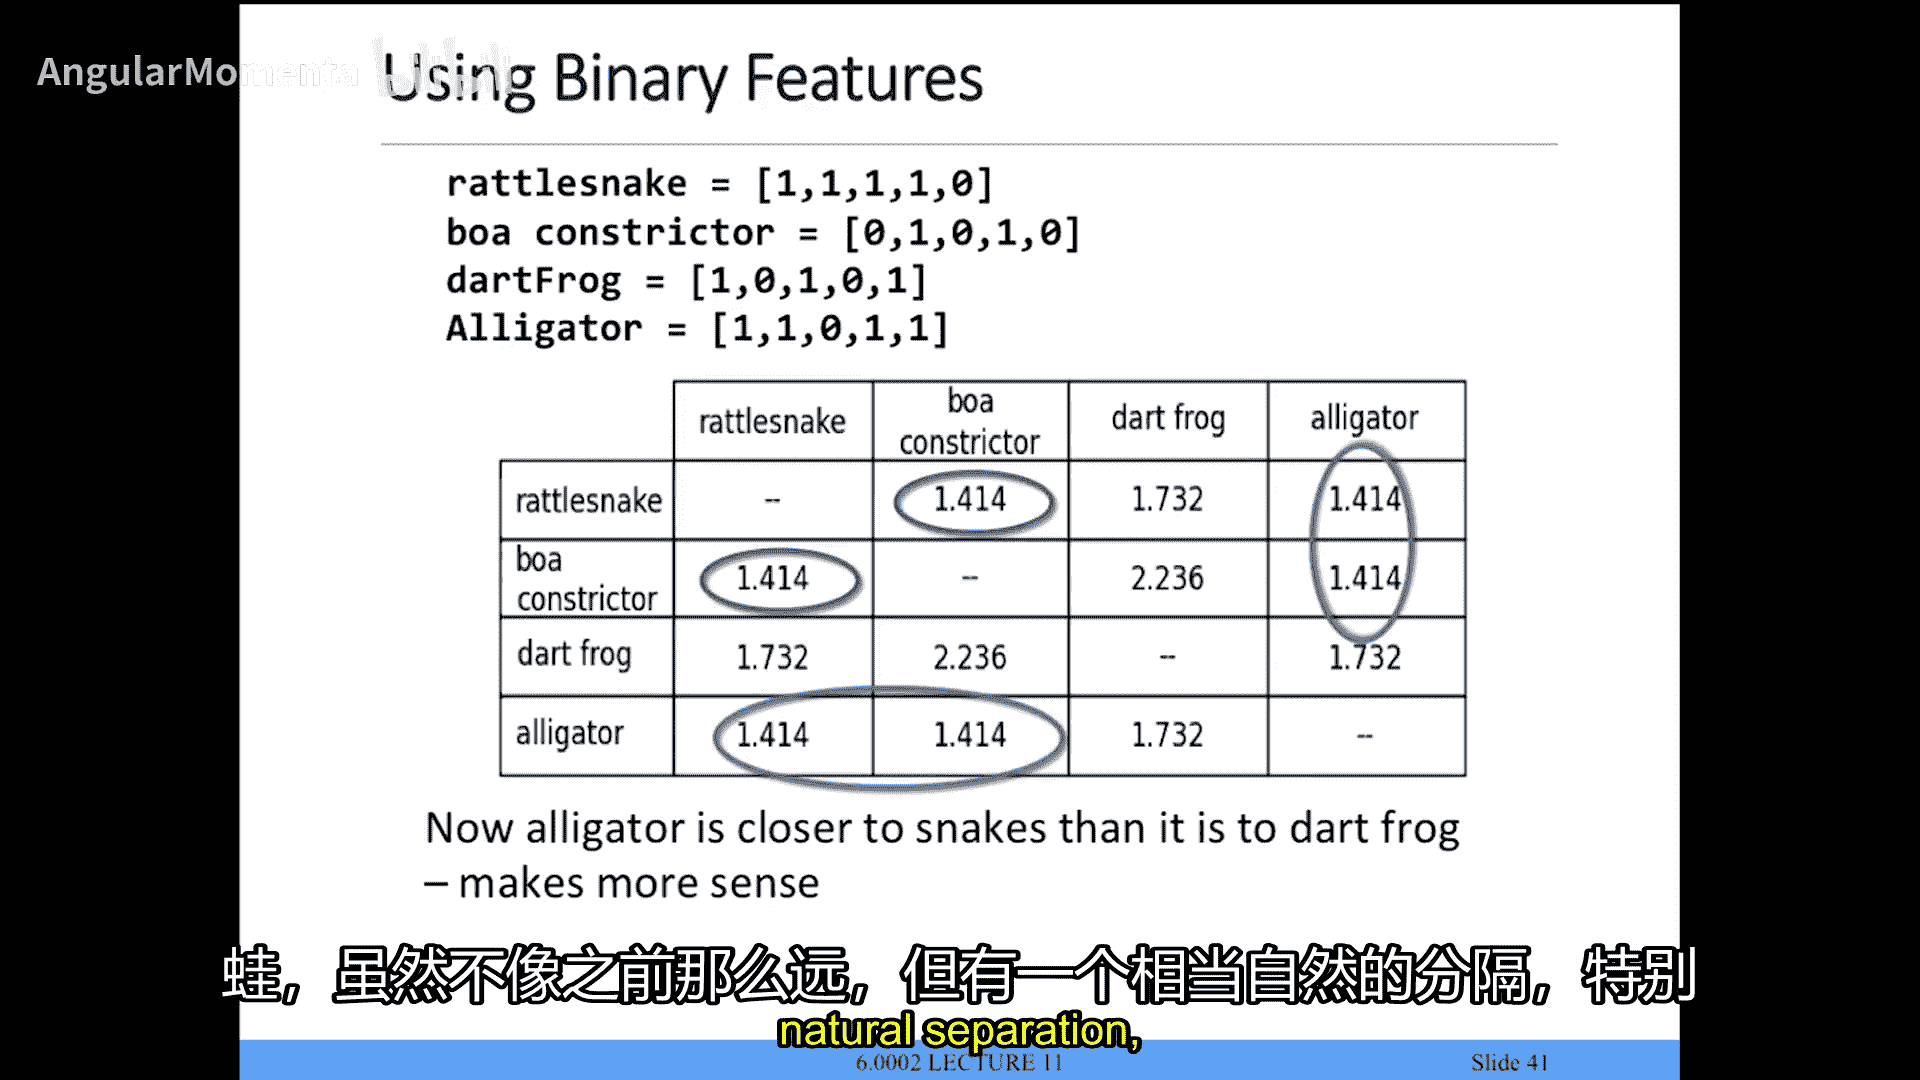 AngularMomenta
Using Binary Features
rattlesnake = [1,1,1,1,0]
boa constrictor = [0,1,0,1,0]
dartFrog = [1,0,1,0,1]
Alligator = [1,1,0,1,1]
rattlesnake boa constrictor dart frog alligator
rattlesnake -- 1.414 1.732 1.414
boa constrictor 1.414 -- 2.236 1.414
dart frog 1.732 2.236 -- 1.732
alligator 1.414 1.414 1.732 --
Now alligator is closer to snakes than it is to dart frog
– makes more sense
蛙，虽然不像之前那么远，但有一个相当自然的分隔，特别
natural separation,
6.0002 LECTURE 11
Slide 41